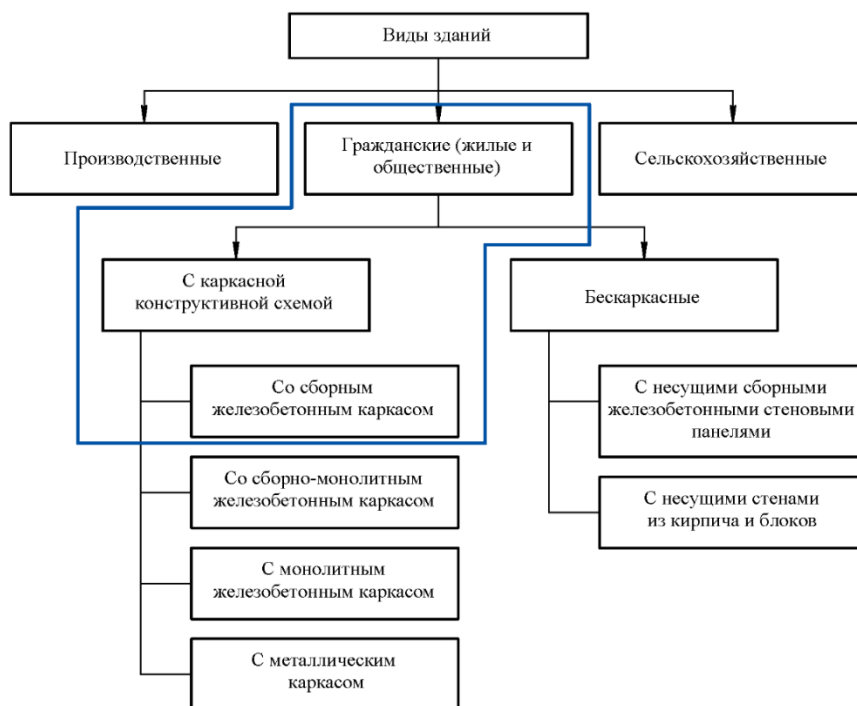 Виды зданий
Производственные
Гражданские (жилые и
общественные)
Сельскохозяйственные
С каркасной
конструктивной схемой
Бескаркасные
Со сборным
железобетонным каркасом
С несущими сборными
железобетонными стеновыми
панелями
Со сборно-монолитным
железобетонным каркасом
С несущими стенами
из кирпича и блоков
С монолитным
железобетонным каркасом
С металлическим
каркасом